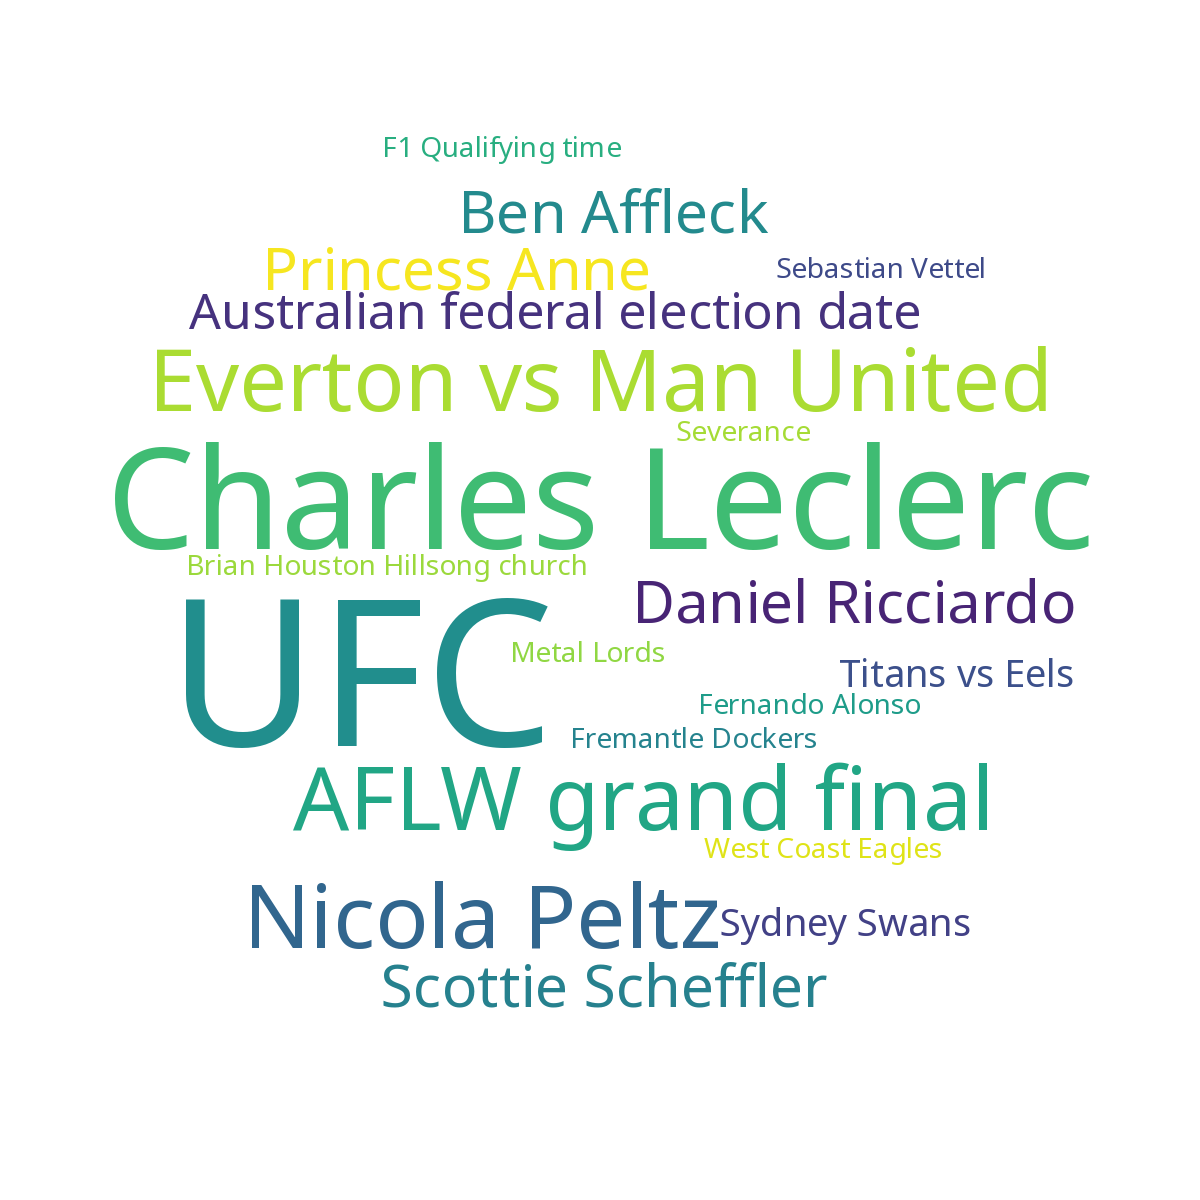 F1 Qualifying time
Ben Affleck
Princess Anne
Sebastian Vettel
Australian federal election date
Everton vs Man United
Severance
Charles Leclerc
Brian Houston Hillsong church
Daniel Ricciardo
UFC
Metal Lords
Titans vs Eels
Fernando Alonso
Fremantle Dockers
AFLW grand final
West Coast Eagles
Nicola Peltz
Sydney Swans
Scottie Scheffler